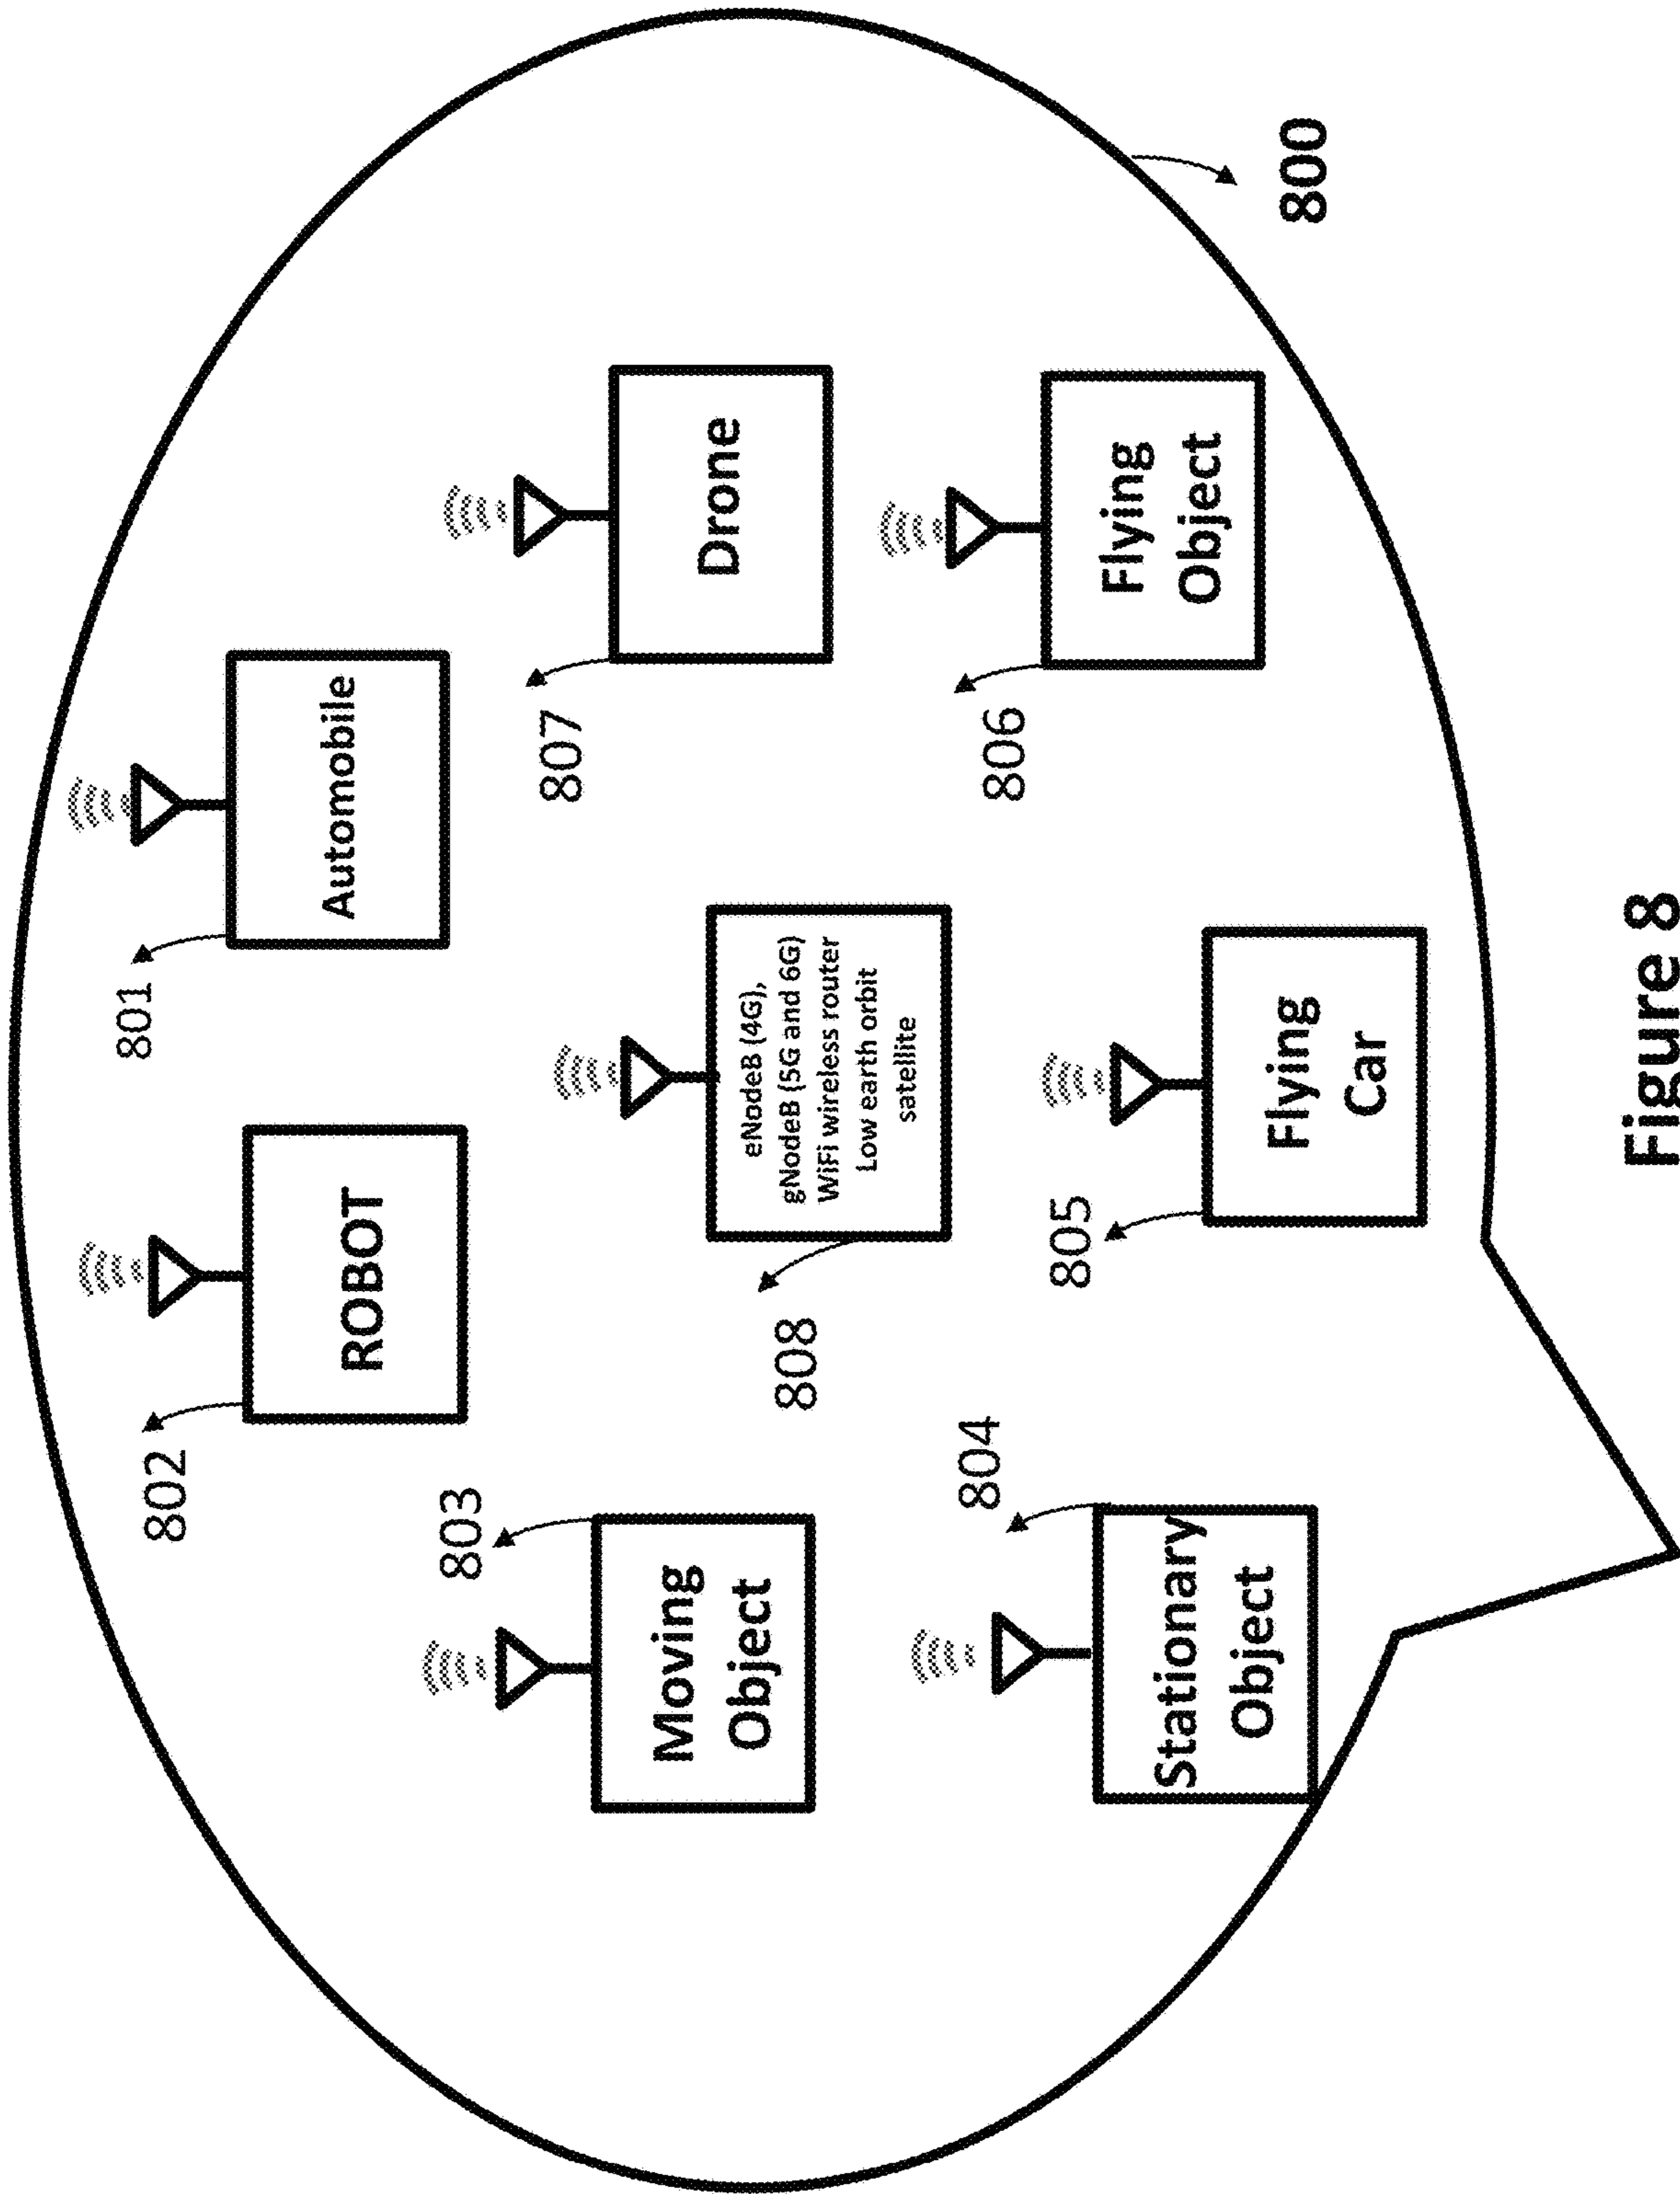 801
Automobile
802
ROBOT
803
Moving
Object
807
Drone
808
eNodeB (4G),
gNodeB (5G and 6G)
WiFi wireless router
Low earth orbit
satellite
804
Stationary
Object
805
Flying
Car
806
Flying
Object
800
Figure 8